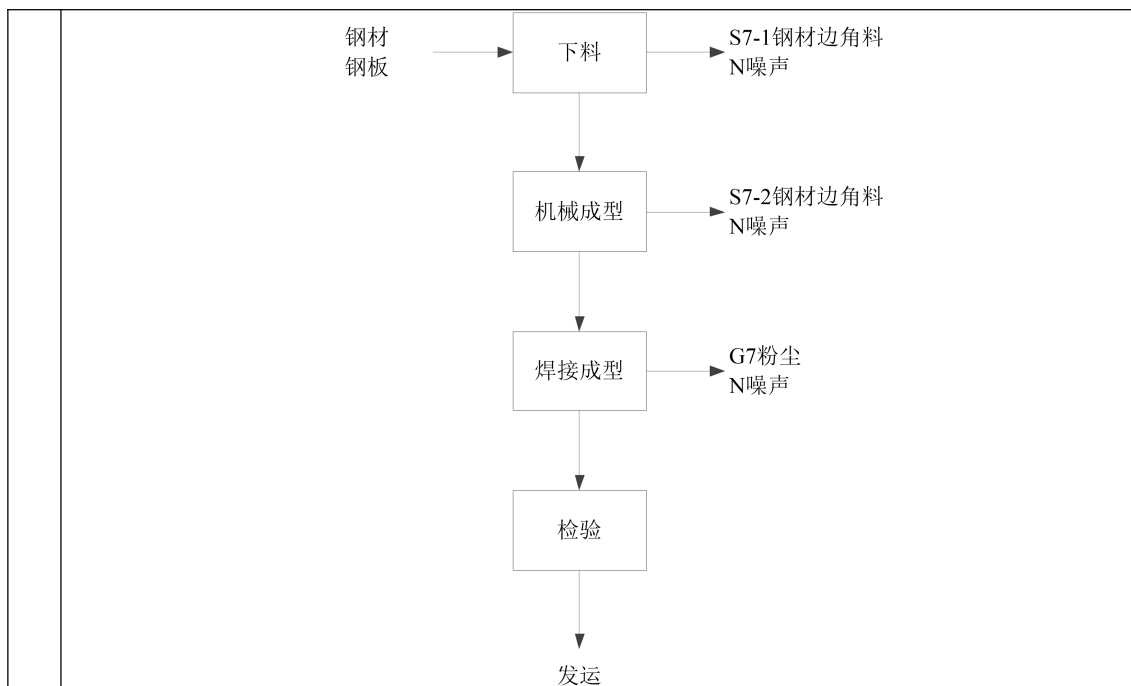 钢材
钢板
下料
S7-1钢材边角料
N噪声
机械成型
S7-2钢材边角料
N噪声
焊接成型
G7粉尘
N噪声
检验
发运